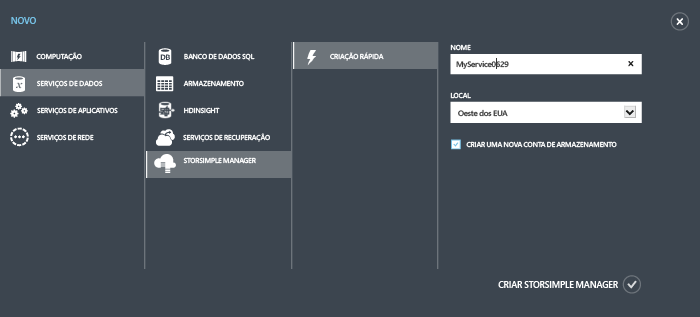 NOVO
COMPUTAÇÃO
SERVIÇOS DE DADOS
SERVIÇOS DE APLICATIVOS
SERVIÇOS DE REDE
DB
BANCO DE DADOS SQL
ARMAZENAMENTO
HDINSIGHT
SERVIÇOS DE RECUPERAÇÃO
STORSIMPLE MANAGER
CRIAÇÃO RÁPIDA
NOME
MyService0629
LOCAL
Oeste dos EUA
CRIAR UMA NOVA CONTA DE ARMAZENAMENTO
CRIAR STORSIMPLE MANAGER